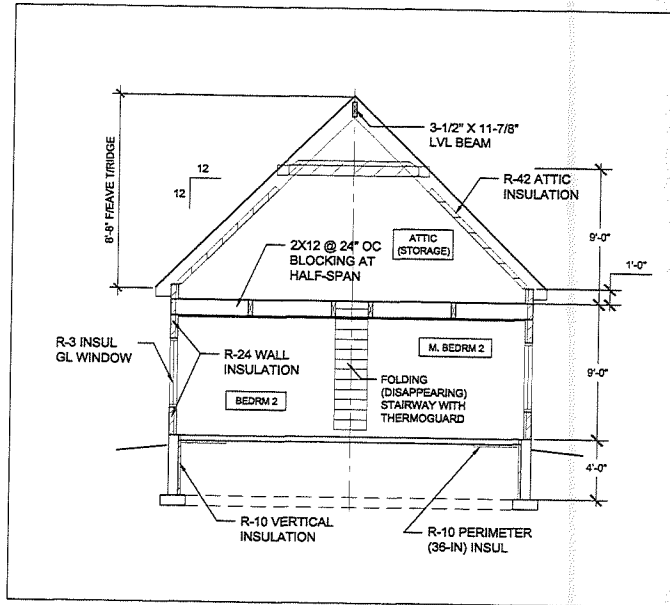 3-1/2" X 11-7/8"
LVL BEAM
8'-8" F/EAVE T/RIDGE
12
12
R-42 ATTIC
INSULATION
ATTIC
(STORAGE)
9'-0"
2X12 @ 24" OC
BLOCKING AT
HALF-SPAN
1'-0"
R-3 INSUL
GL WINDOW
R-24 WALL
INSULATION
M. BEDRM 2
9'-0"
FOLDING
(DISAPPEARING)
STAIRWAY WITH
THERMOGUARD
BEDRM 2
4'-0"
R-10 VERTICAL
INSULATION
R-10 PERIMETER
(36-IN) INSUL